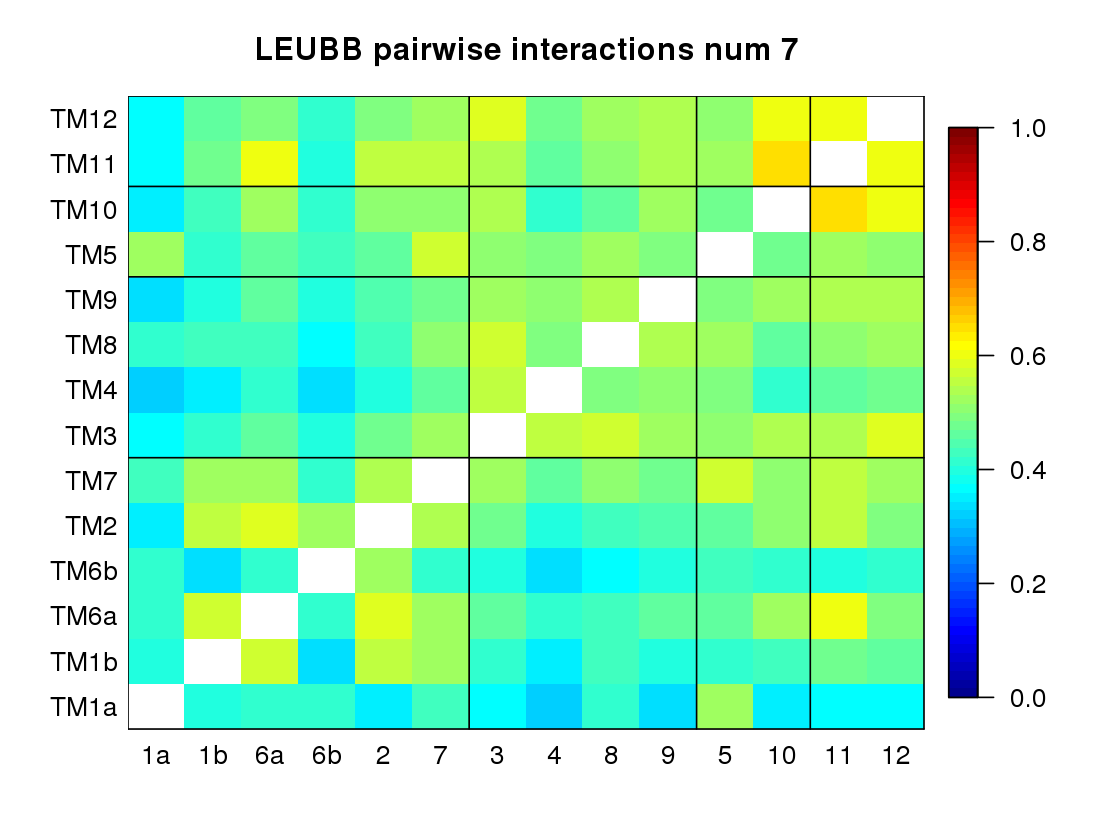 LEUBB pairwise interactions num 7
TM12
TM11
TM10
TM5
TM9
TM8
TM4
TM3
TM7
TM2
TM6b
TM6a
TM1b
TM1a
1a 1b 6a 6b 2 7 3 4 8 9 5 10 11 12
1.0
0.8
0.6
0.4
0.2
0.0